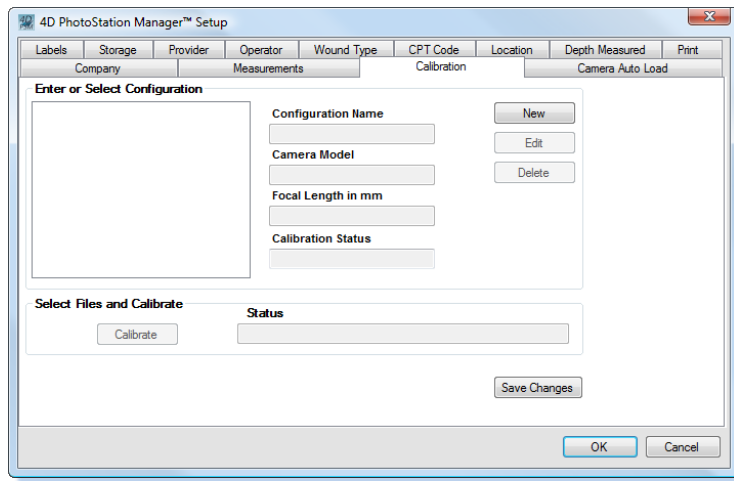 4D PhotoStation Manager™ Setup
Labels Storage Provider Operator Wound Type CPT Code Location Depth Measured Print
Company Measurements Calibration Camera Auto Load
Enter or Select Configuration
Configuration Name
New
Edit
Camera Model
Delete
Focal Length in mm
Calibration Status
Select Files and Calibrate
Status
Calibrate
Save Changes
OK Cancel